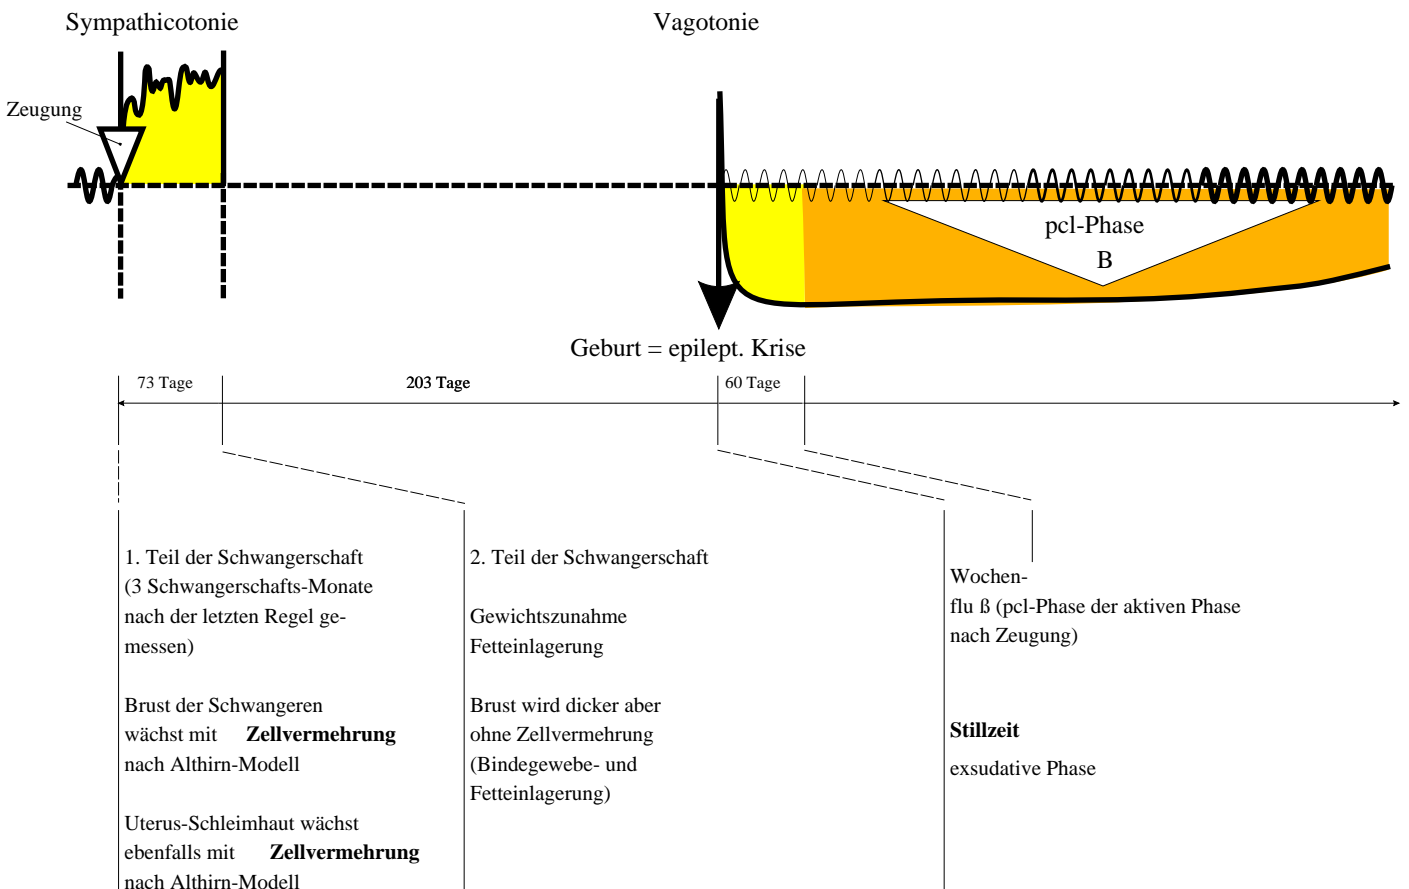 Sympathicotonie
Vagotonie
Zeugung
pcl-Phase
B
Geburt = epilept. Krise
73 Tage
203 Tage
60 Tage
1. Teil der Schwangerschaft
(3 Schwangerschafts-Monate
nach der letzten Regel ge-
messen)
Brust der Schwangeren
wächst mit Zellvermehrung
nach Althirn-Modell
Uterus-Schleimhaut wächst
ebenfalls mit Zellvermehrung
nach Althirn-Modell
2. Teil der Schwangerschaft
Gewichtszunahme
Fetteinlagerung
Brust wird dicker aber
ohne Zellvermehrung
(Bindegewebe- und
Fetteinlagerung)
Wochen-
flu ß (pcl-Phase der aktiven Phase
nach Zeugung)
Stillzeit
exsudative Phase